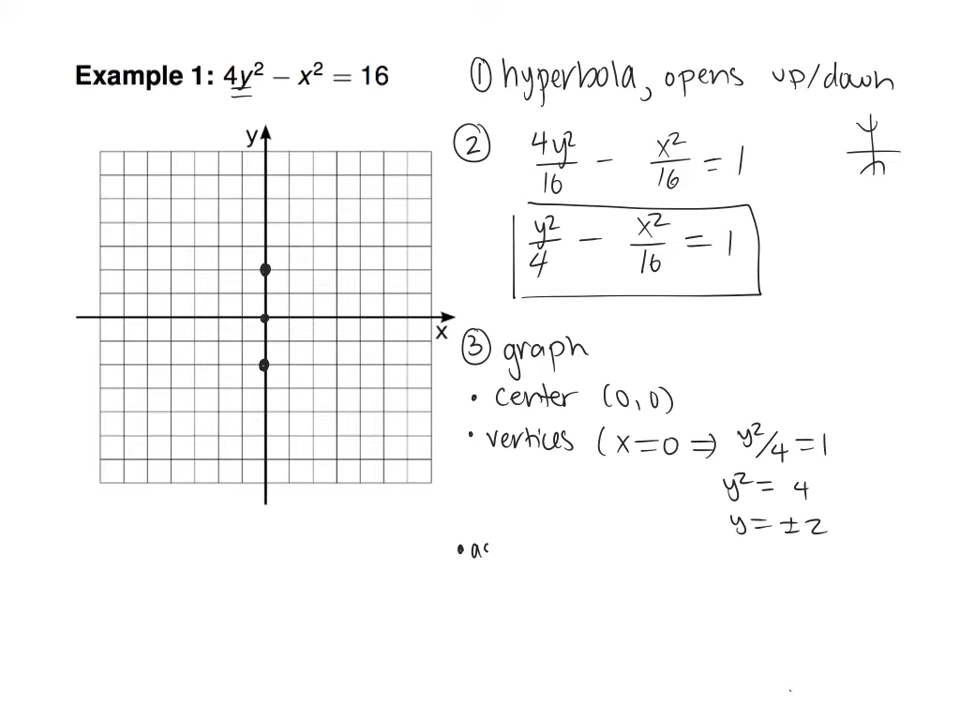 Example 1: 4y² − x² = 16
① hyperbola, opens up/down
y
x
② 4y²/16 − x²/16 = 1
y²/4 − x²/16 = 1
③ graph
• center (0,0)
• vertices (x=0 ⇒ y²/4 = 1
y² = 4
y = ±2